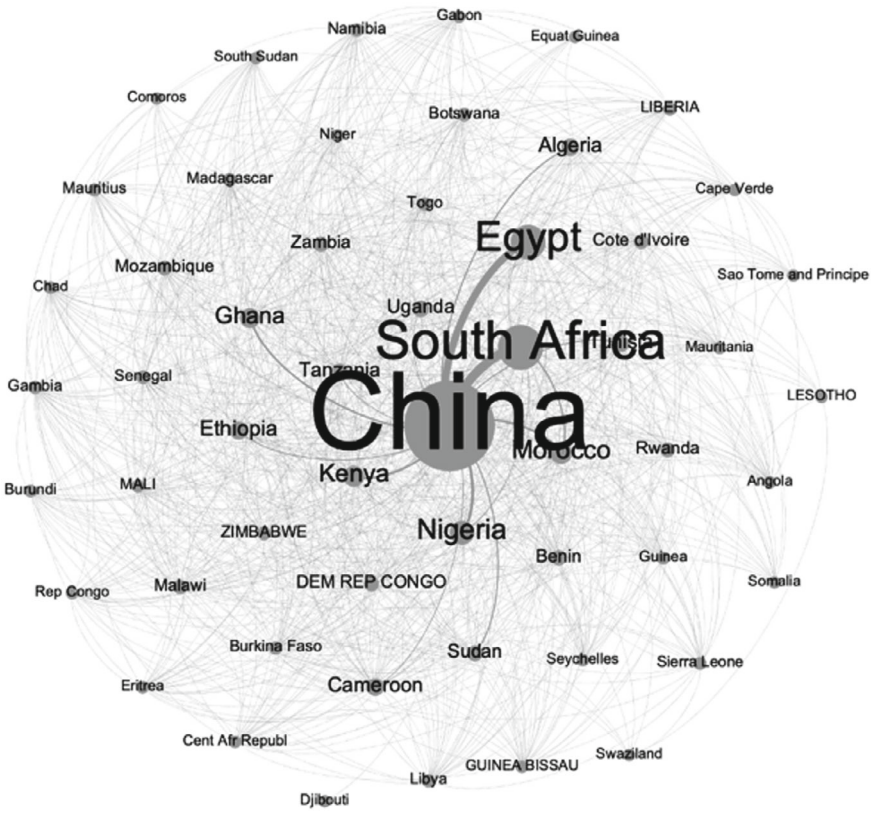 Gabon
Namibia
Equat Guinea
South Sudan
Comoros
LIBERIA
Botswana
Niger
Algeria
Madagascar
Mauritius
Cape Verde
Togo
Egypt
Cote d'Ivoire
Zambia
Mozambique
Sao Tome and Principe
Chad
Uganda
Ghana
South Africa
Tunisia
Mauritania
Tanzania
Senegal
Gambia
LESOTHO
China
Ethiopia
Morocco
Rwanda
Kenya
Angola
MALI
Burundi
Nigeria
ZIMBABWE
Benin
Guinea
DEM REP CONGO
Somalia
Malawi
Rep Congo
Burkina Faso
Sudan
Seychelles
Sierra Leone
Cameroon
Eritrea
Cent Afr Republ
Swaziland
GUINEA BISSAU
Libya
Djibouti